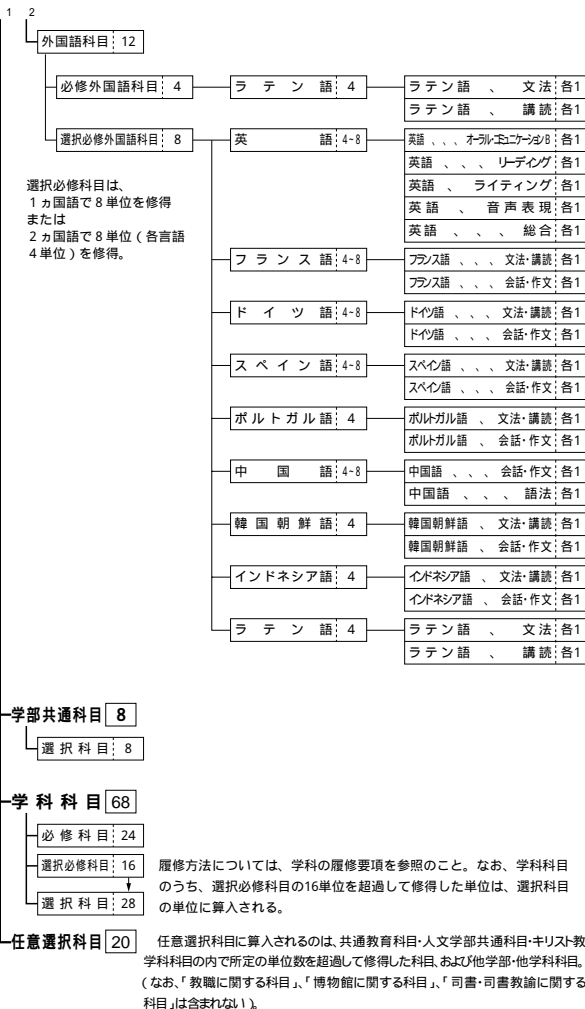 1 2
外国語科目 12
必修外国語科目 4 ラテン語 4 ラテン語 、 文法 各1
ラテン語 、 講読 各1
選択必修外国語科目 8 英語 4~8 英語 、、、 オーラル・コミュニケーションB 各1
英語 、、、 リーディング 各1
英語 、 ライティング 各1
英語 、 音声表現 各1
英語 、、、 総合 各1
選択必修科目は、
1ヵ国語で8単位を修得
または
2ヵ国語で8単位(各言語
4単位)を修得。
フランス語 4~8 フランス語 、、、 文法・講読 各1
フランス語 、、、 会話・作文 各1
ドイツ語 4~8 ドイツ語 、、、 文法・講読 各1
ドイツ語 、、、 会話・作文 各1
スペイン語 4~8 スペイン語 、、、 文法・講読 各1
スペイン語 、、、 会話・作文 各1
ポルトガル語 4 ポルトガル語 、 文法・講読 各1
ポルトガル語 、 会話・作文 各1
中国語 4~8 中国語 、、、 会話・作文 各1
中国語 、、、 語法 各1
韓国朝鮮語 4 韓国朝鮮語 、 文法・講読 各1
韓国朝鮮語 、 会話・作文 各1
インドネシア語 4 インドネシア語 、 文法・講読 各1
インドネシア語 、 会話・作文 各1
ラテン語 4 ラテン語 、 文法 各1
ラテン語 、 講読 各1
学部共通科目 8
選択科目 8
学科科目 68
必修科目 24
選択必修科目 16 履修方法については、学科の履修要項を参照のこと。なお、学科科目
のうち、選択必修科目の16単位を超過して修得した単位は、選択科目
選択科目 28 の単位に算入される。
任意選択科目 20 任意選択科目に算入されるのは、共通教育科目・人文学部共通科目・キリスト教
学科科目の内で所定の単位数を超過して修得した科目、および他学部・他学科科目。
(なお、「教職に関する科目」、「博物館に関する科目」、「司書・司書教諭に関する
科目」は含まれない)。